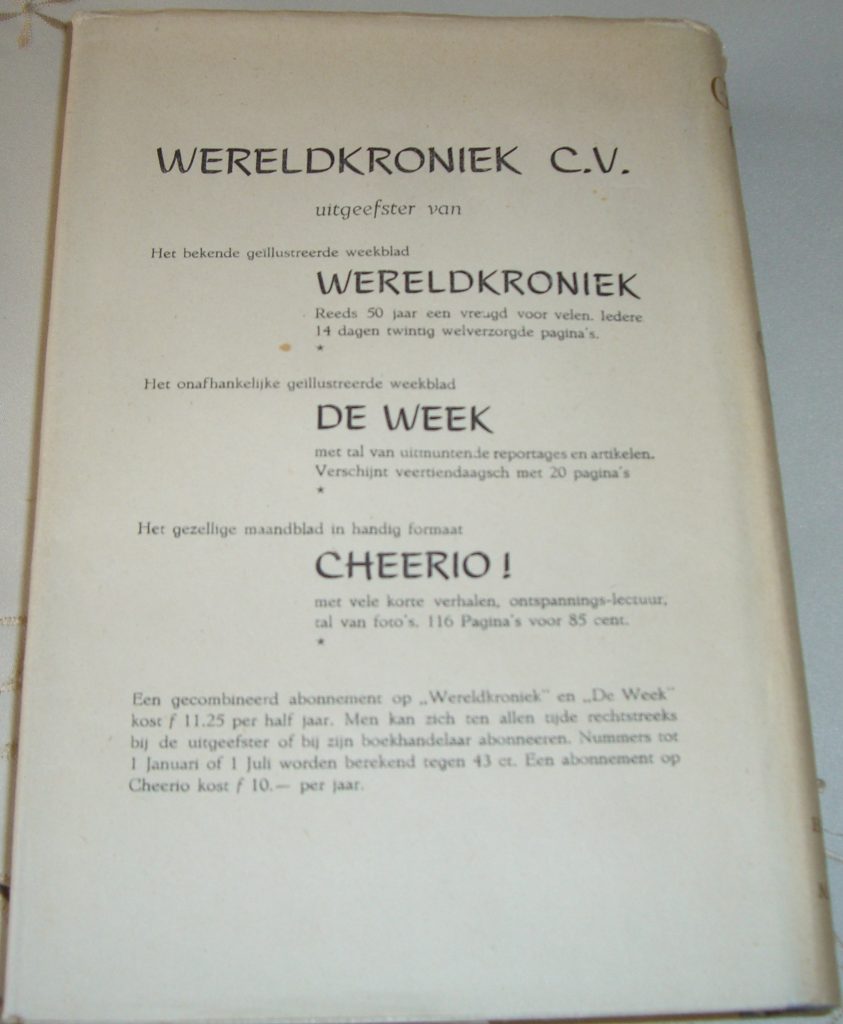 WERELDKRONIEK C.V.
uitgeefster van
Het bekende geïllustreerde weekblad
WERELDKRONIEK
Reeds 50 jaar een vreugd voor velen. Iedere
14 dagen twintig welverzorgde pagina's.
*
Het onafhankelijke geïllustreerde weekblad
DE WEEK
met tal van uitmuntende reportages en artikelen.
Verschijnt veertiendaagsch met 20 pagina's
*
Het gezellige maandblad in handig formaat
CHEERIO !
met vele korte verhalen, ontspannings-lectuur,
tal van foto's. 116 Pagina's voor 85 cent.
*
Een gecombineerd abonnement op „Wereldkroniek" en „De Week"
kost f 11.25 per half jaar. Men kan zich ten allen tijde rechtstreeks
bij de uitgeefster of bij zijn boekhandelaar abonneeren. Nummers tot
1 Januari of 1 Juli worden berekend tegen 43 ct. Een abonnement op
Cheerio kost f 10.— per jaar.